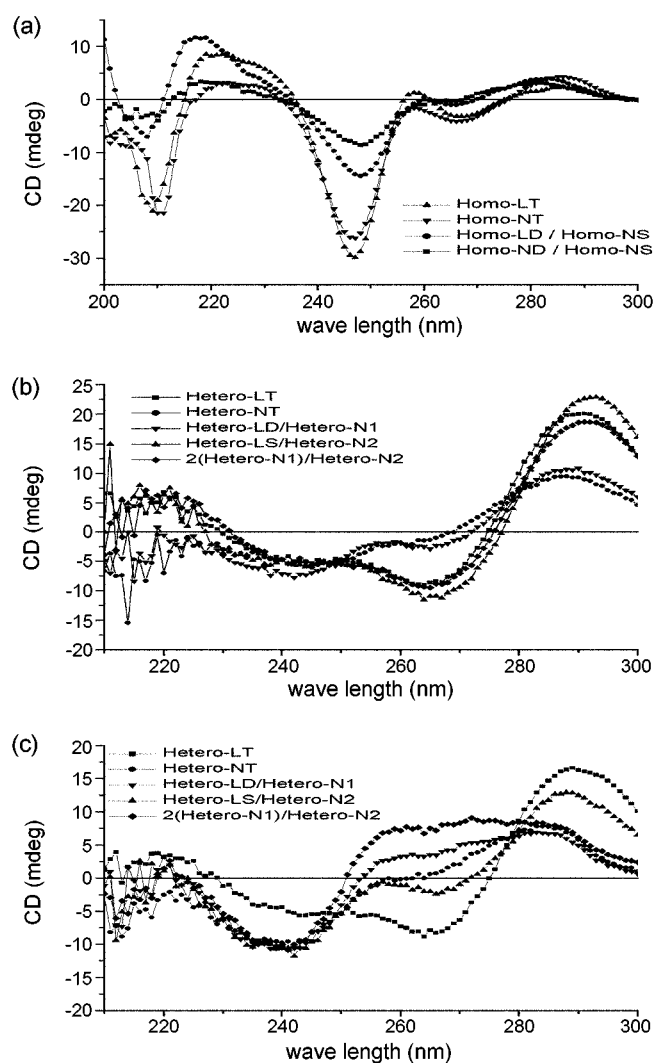 (a)
10
0
-10
-20
-30
CD (mdeg)
Homo-LT
Homo-NT
Homo-LD / Homo-NS
Homo-ND / Homo-NS
200 220 240 260 280 300
wave length (nm)
(b)
25
20
15
10
5
0
-5
-10
-15
-20
CD (mdeg)
Hetero-LT
Hetero-NT
Hetero-LD/Hetero-N1
Hetero-LS/Hetero-N2
2(Hetero-N1)/Hetero-N2
220 240 260 280 300
wave length (nm)
(c)
20
15
10
5
0
-5
-10
-15
-20
CD (mdeg)
Hetero-LT
Hetero-NT
Hetero-LD/Hetero-N1
Hetero-LS/Hetero-N2
2(Hetero-N1)/Hetero-N2
220 240 260 280 300
wave length (nm)